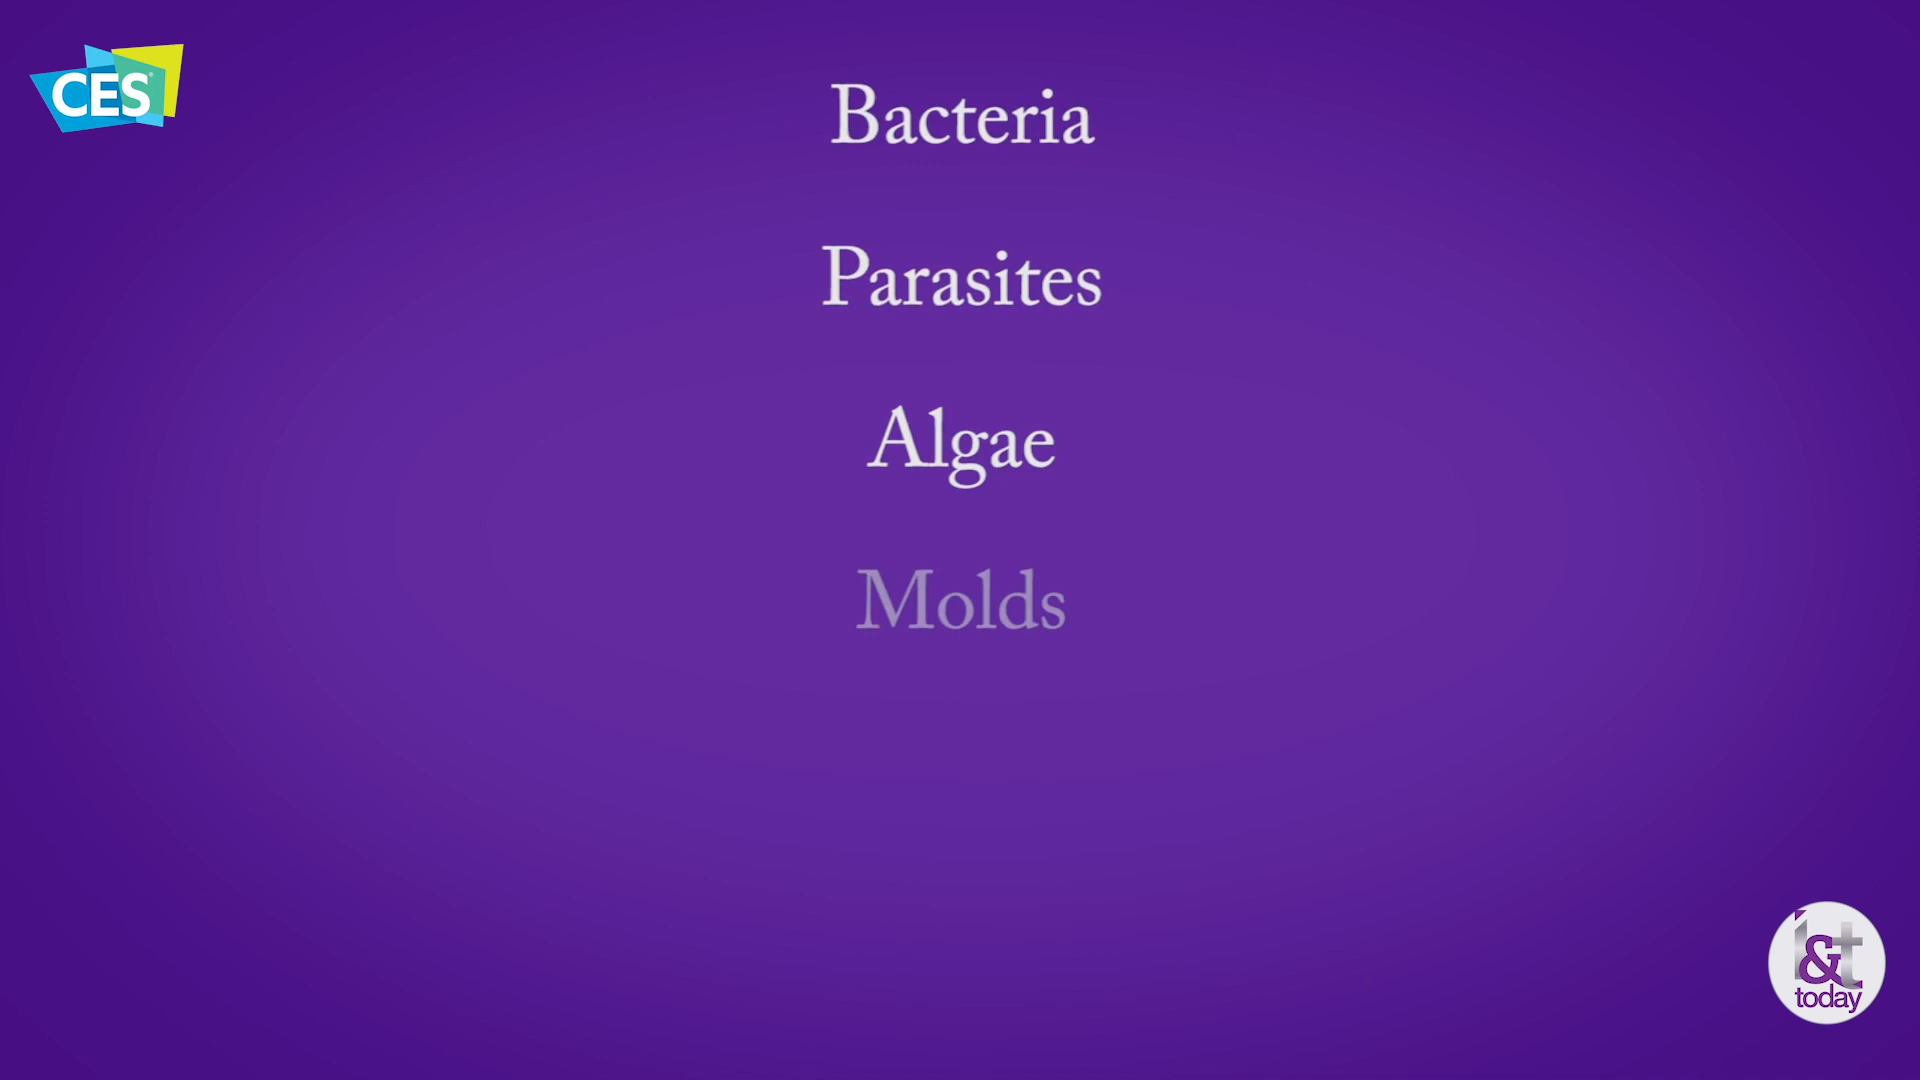 CES
Bacteria
Parasites
Algae
Molds
i&t
today